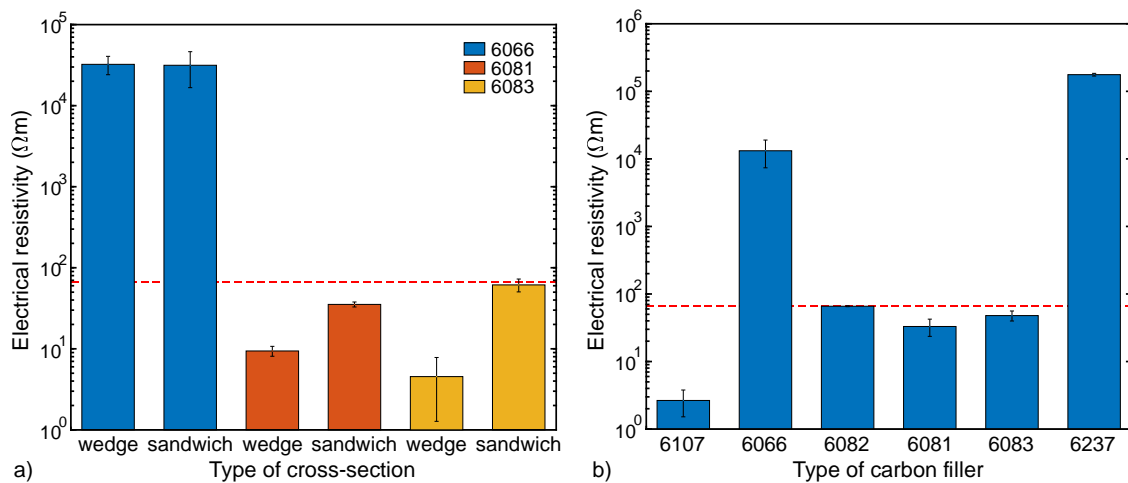 10^5
10^4
10^3
10^2
10^1
10^0
Electrical resistivity (Ωm)
6066
6081
6083
wedge sandwich wedge sandwich wedge sandwich
Type of cross-section
a)
10^6
10^5
10^4
10^3
10^2
10^1
10^0
Electrical resistivity (Ωm)
6107 6066 6082 6081 6083 6237
Type of carbon filler
b)